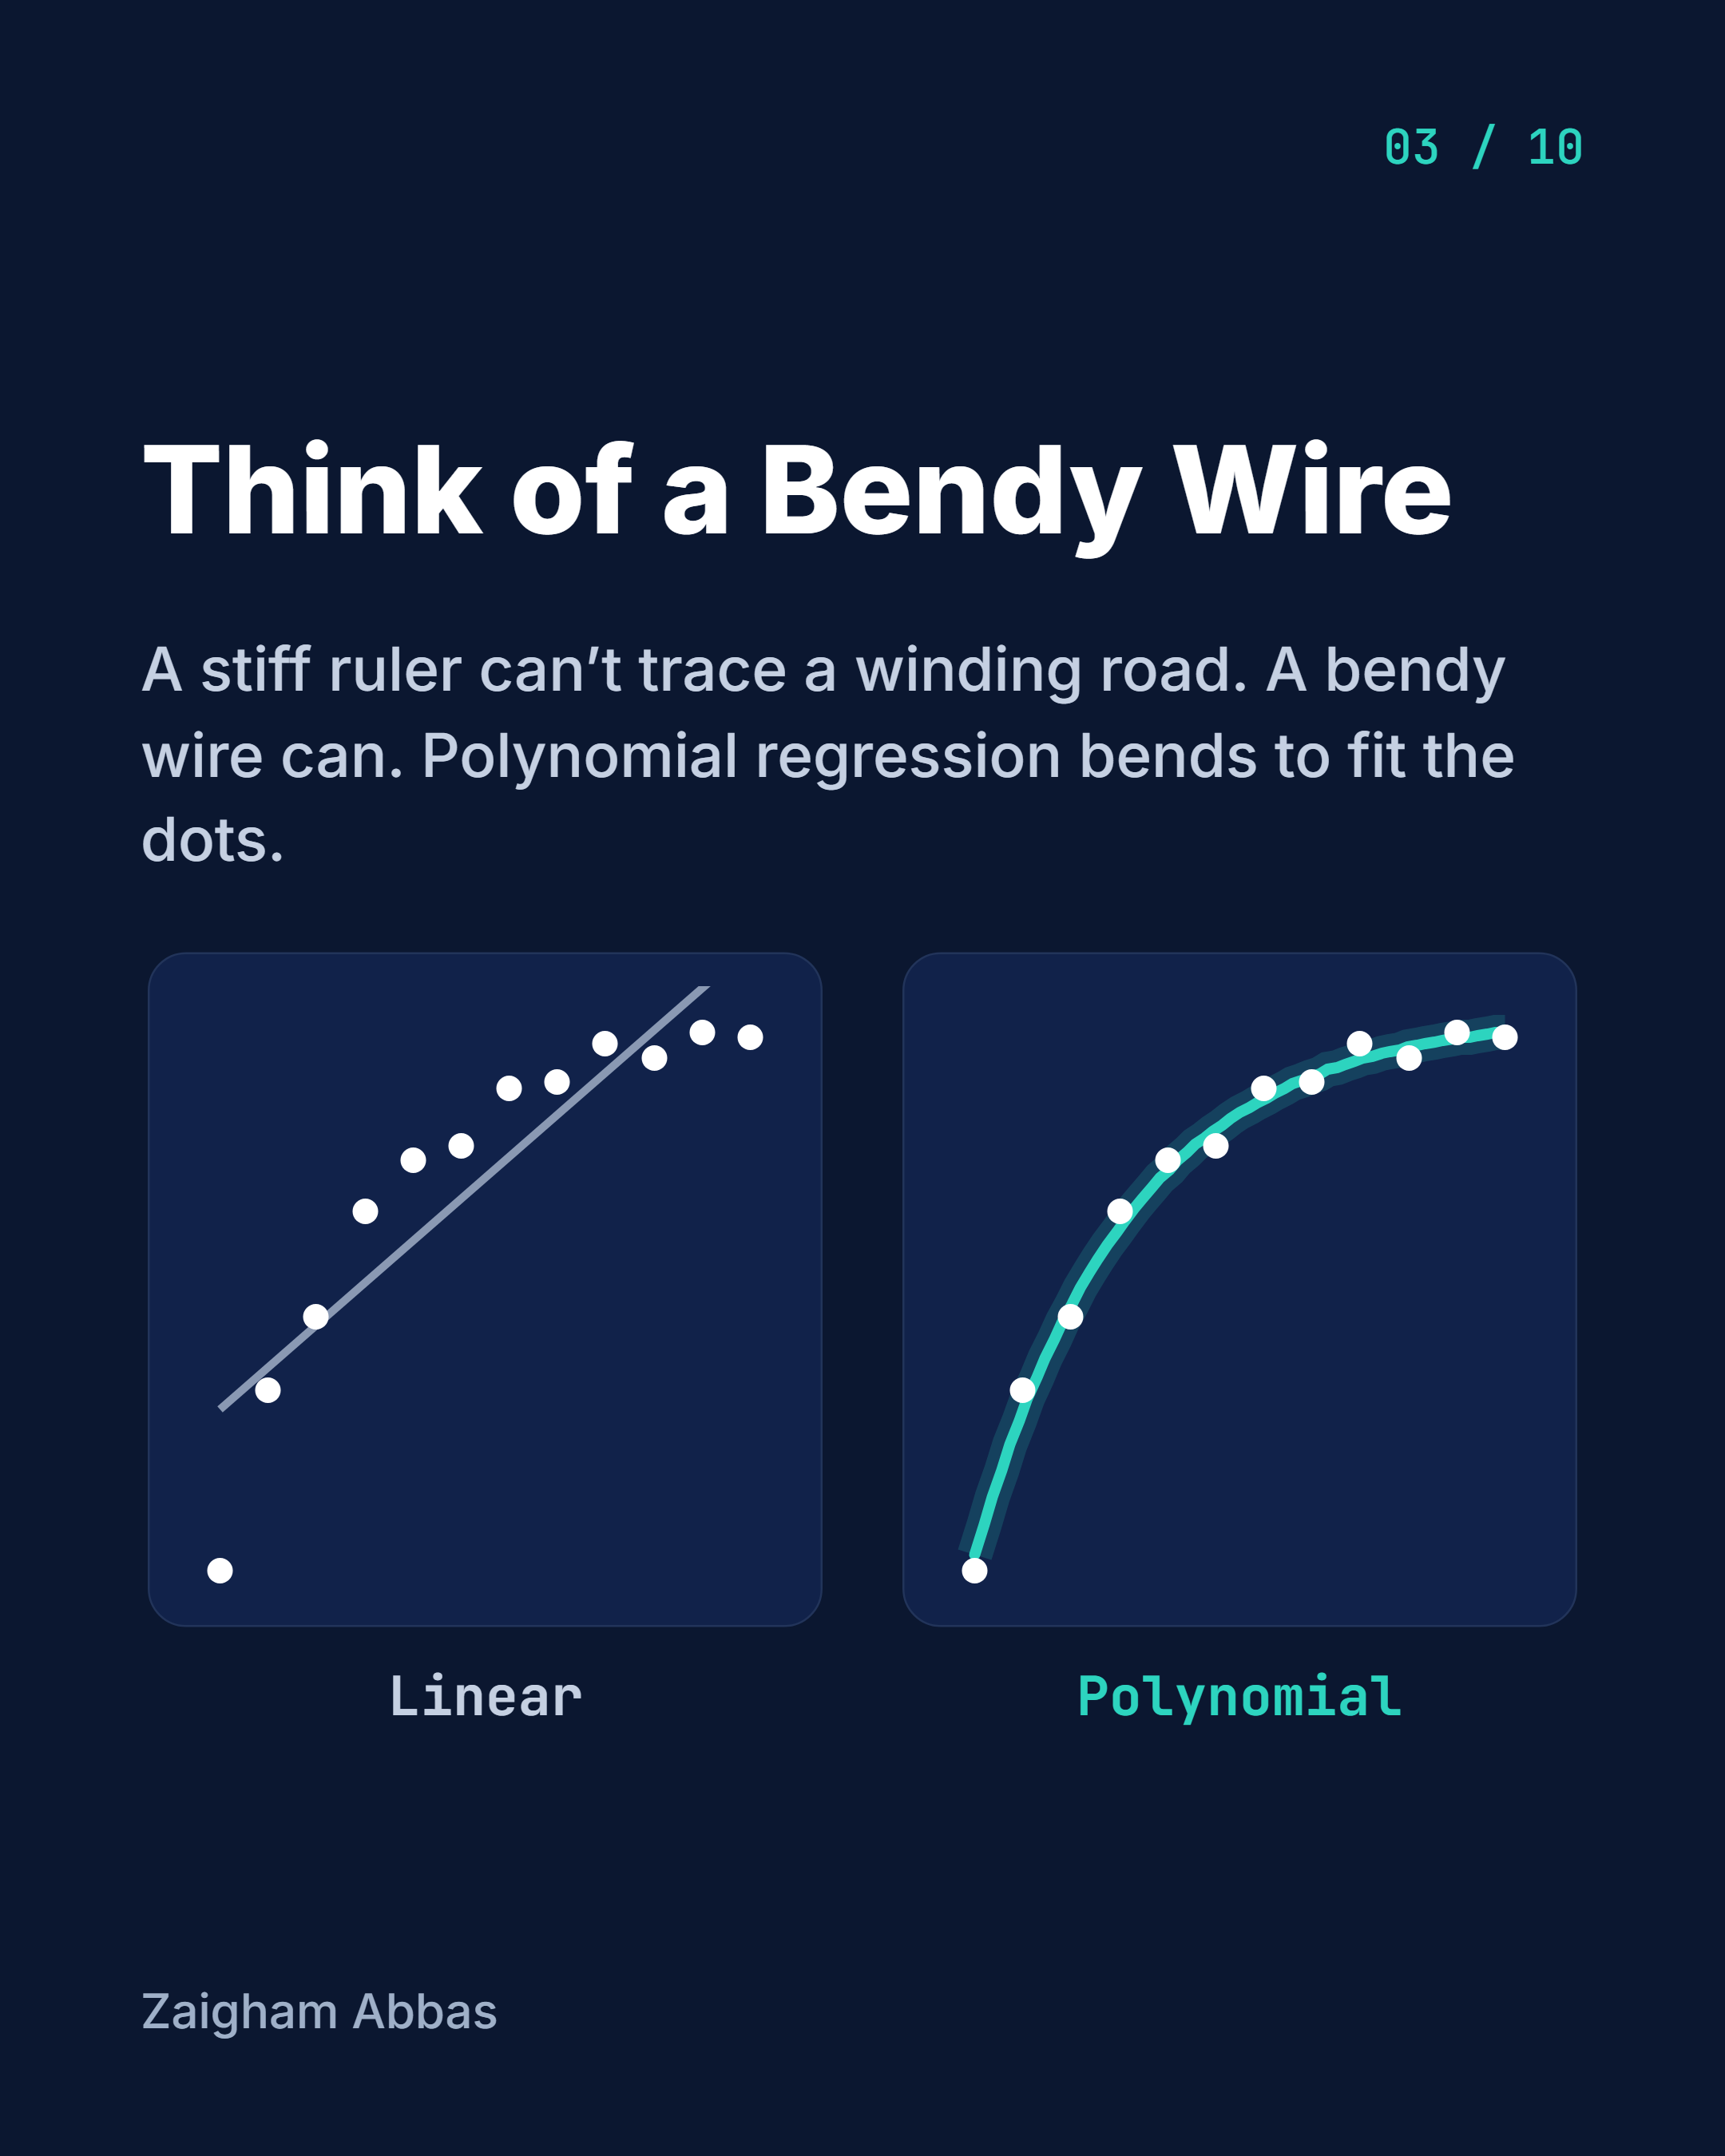 03 / 10
Think of a Bendy Wire
A stiff ruler can’t trace a winding road. A bendy
wire can. Polynomial regression bends to fit the
dots.
Linear
Polynomial
Zaigham Abbas